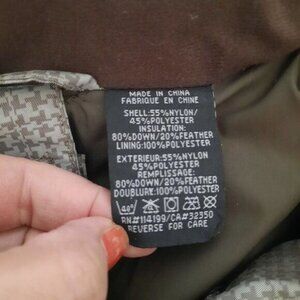 MADE IN CHINA
FABRIQUE EN CHINE
SHELL:55%NYLON/
45%POLYESTER
INSULATION:
80%DOWN/20%FEATHER
LINING:100%POLYESTER
EXTERIEUR:55%NYLON
45%POLYESTER
REMPLISSAGE:
80%DOWN/20%FEATHER
DOUBLURE:100%POLYESTER
40°
RN#114199/CA#32350
REVERSE FOR CARE